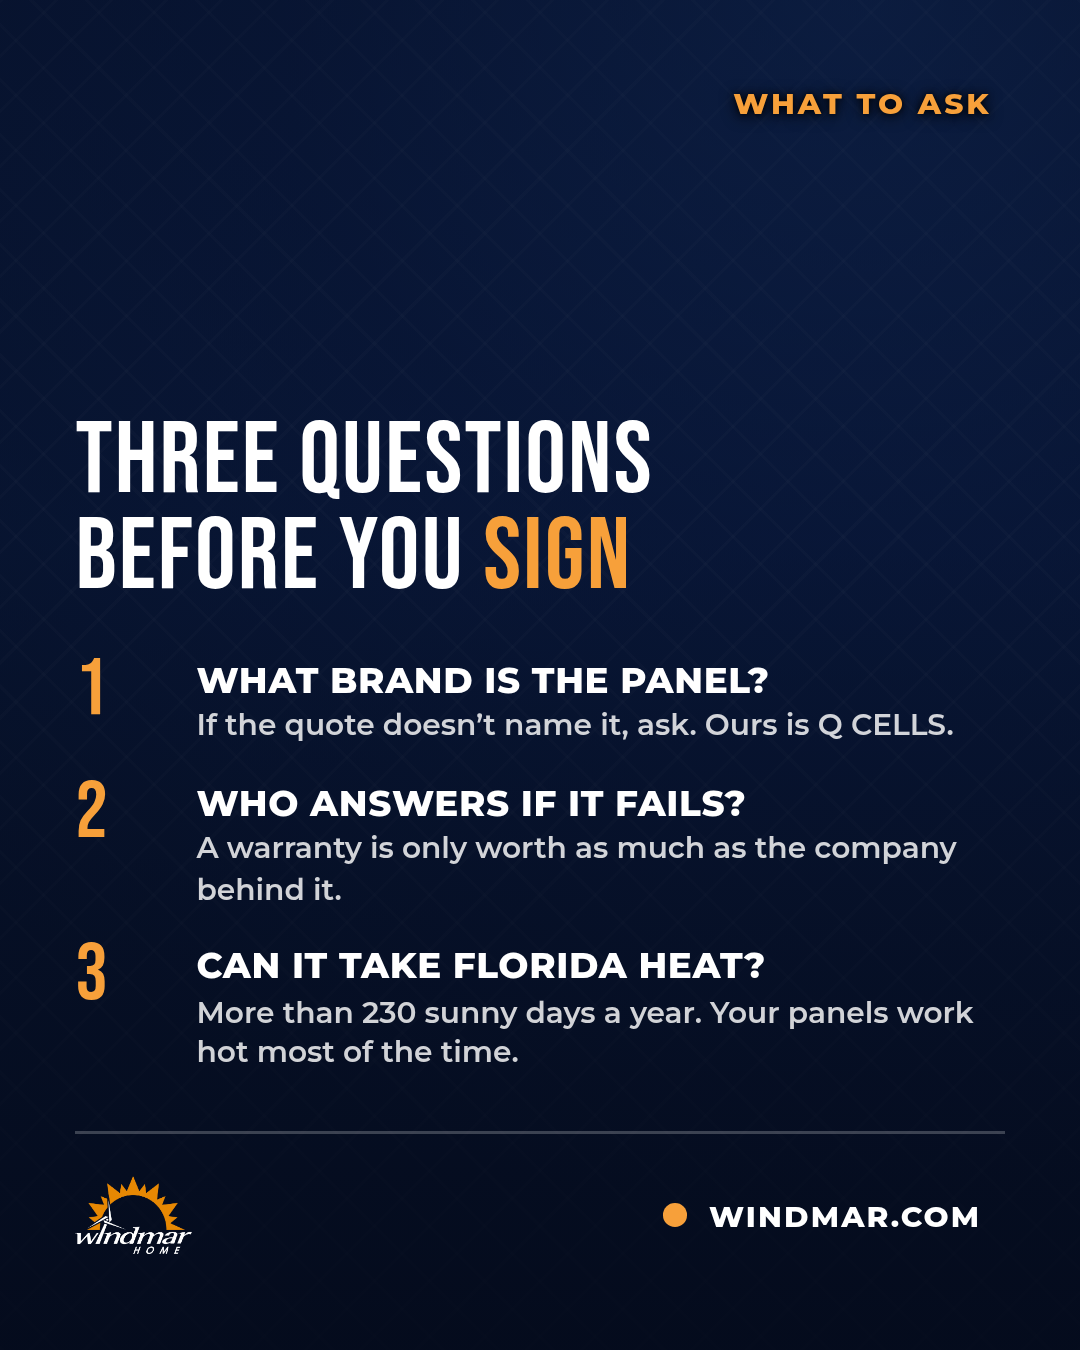 WHAT TO ASK
THREE QUESTIONS
BEFORE YOU SIGN
1
WHAT BRAND IS THE PANEL?
If the quote doesn’t name it, ask. Ours is Q CELLS.
2
WHO ANSWERS IF IT FAILS?
A warranty is only worth as much as the company
behind it.
3
CAN IT TAKE FLORIDA HEAT?
More than 230 sunny days a year. Your panels work
hot most of the time.
windmar
HOME
WINDMAR.COM